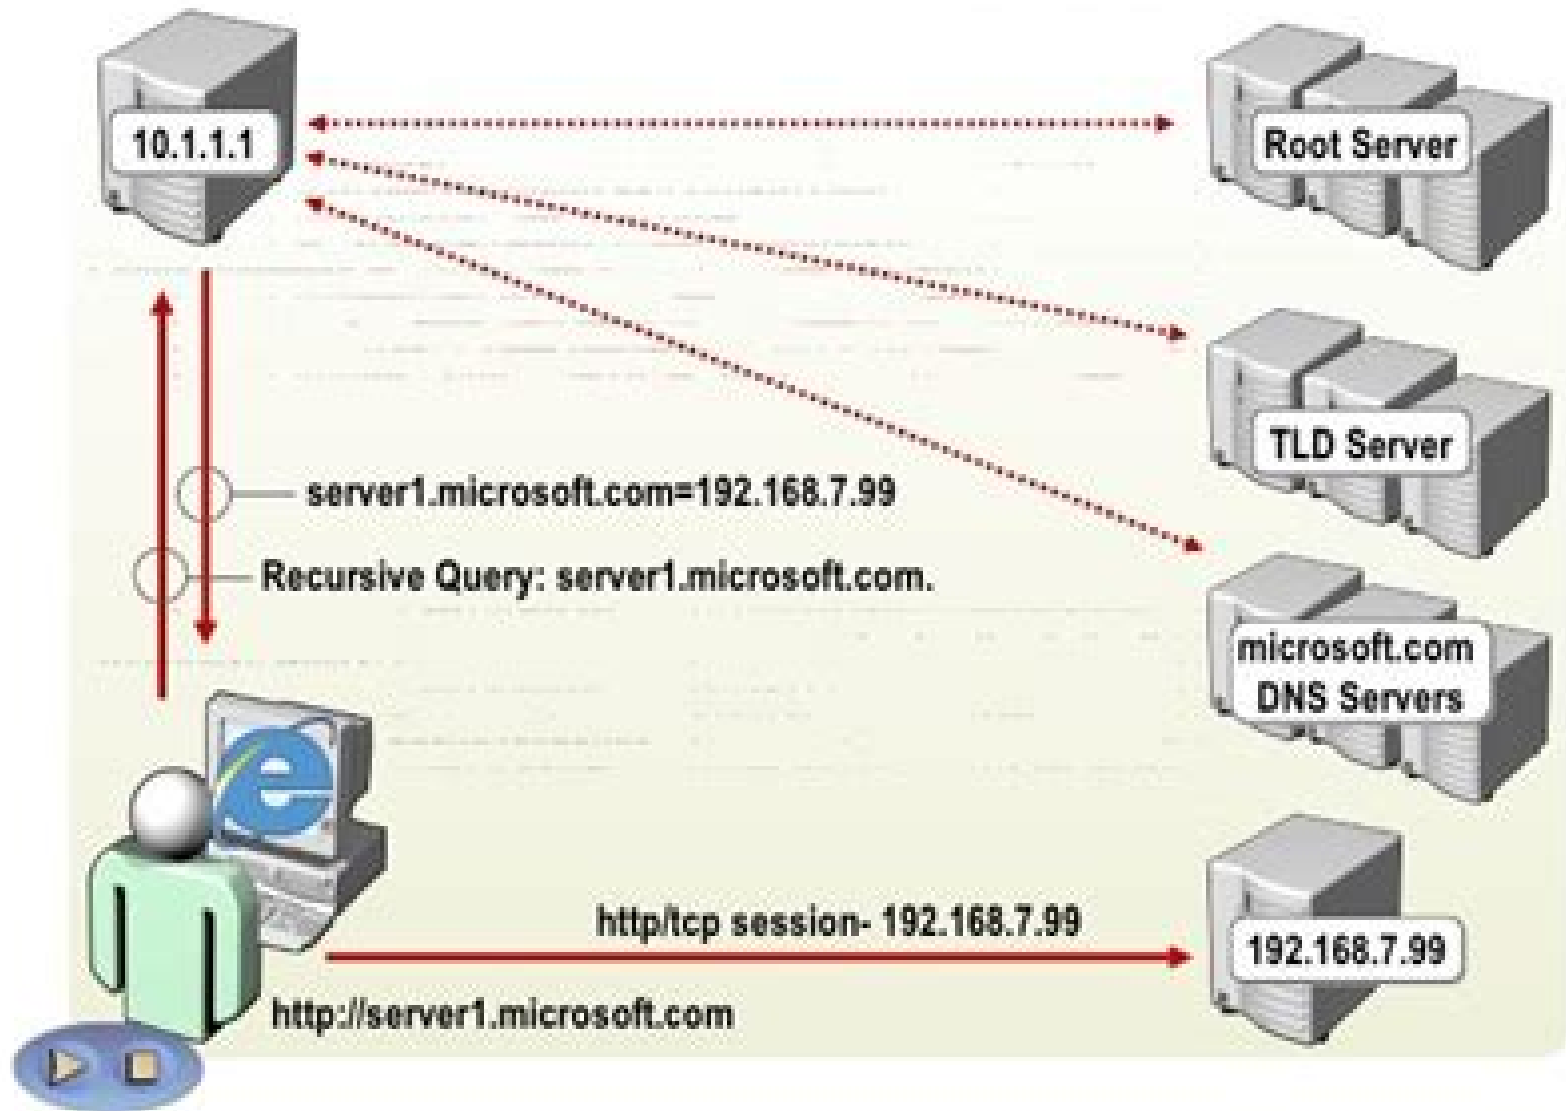 10.1.1.1
Root Server
TLD Server
server1.microsoft.com=192.168.7.99
Recursive Query: server1.microsoft.com.
microsoft.com
DNS Servers
http/tcp session- 192.168.7.99
192.168.7.99
http://server1.microsoft.com